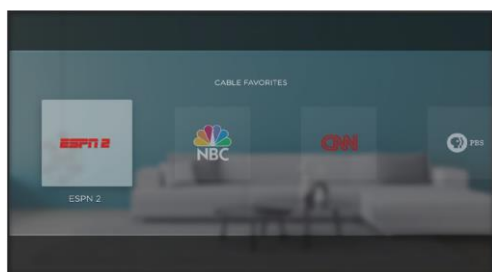 CABLE FAVORITES
ESPN 2
NBC
CNN
PBS
ESPN 2